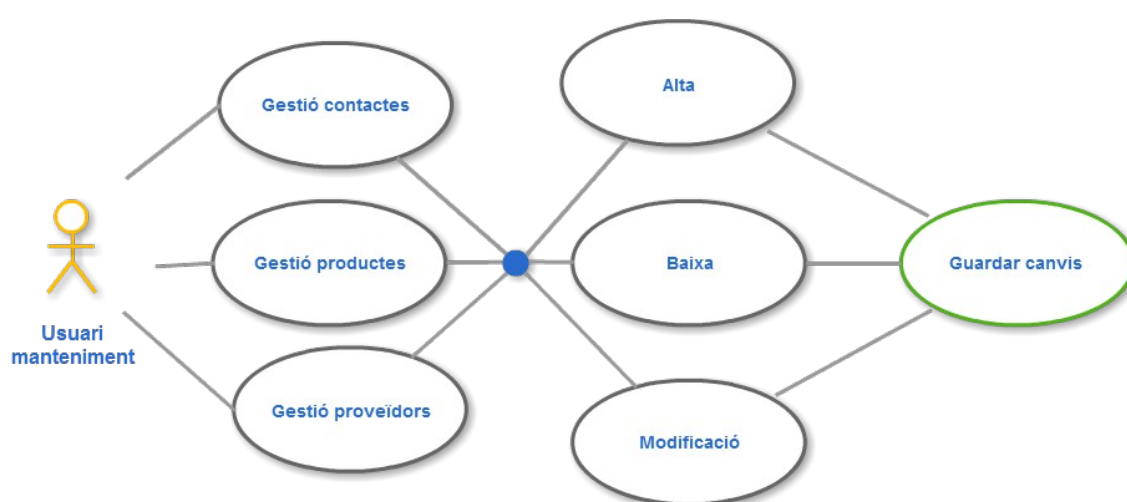 Gestió contactes
Alta
Gestió productes
Baixa
Guardar canvis
Usuari
manteniment
Gestió proveïdors
Modificació